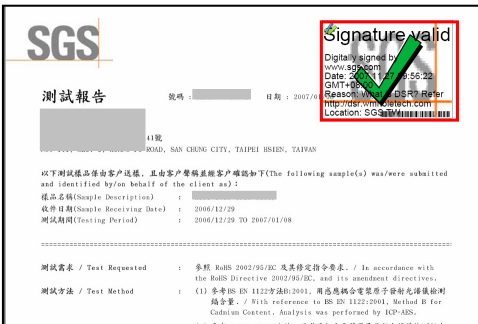 SGS
Signature valid
Digitally signed by
www.sgs.com
Date: 2007.11.27 09:56:22
GMT+08:00
Reason: What is DSR? Refer
http://dsr.wmholetech.com
Location: SGS TW
測試報告
號碼 :
日期 : 2007/01
41號
ROAD, SAN CHUNG CITY, TAIPEI HSIEN, TAIWAN
以下測試樣品係由客戶送樣，且由客戶聲稱並經客戶確認如下(The following sample(s) was/were submitted
and identified by/on behalf of the client as)：
樣品名稱(Sample Description) :
收件日期(Sample Receiving Date) : 2006/12/29
測試期間(Testing Period) : 2006/12/29 TO 2007/01/08
測試需求 / Test Requested : 參照 RoHS 2002/95/EC 及其修定指令要求. / In accordance with
the RoHS Directive 2002/95/EC, and its amendment directives.
測試方法 / Test Method : (1) 參考BS EN 1122方法B:2001, 用感應耦合電漿原子發射光譜儀檢測
鎘含量. / With reference to BS EN 1122:2001, Method B for
Cadmium Content. Analysis was performed by ICP-AES.